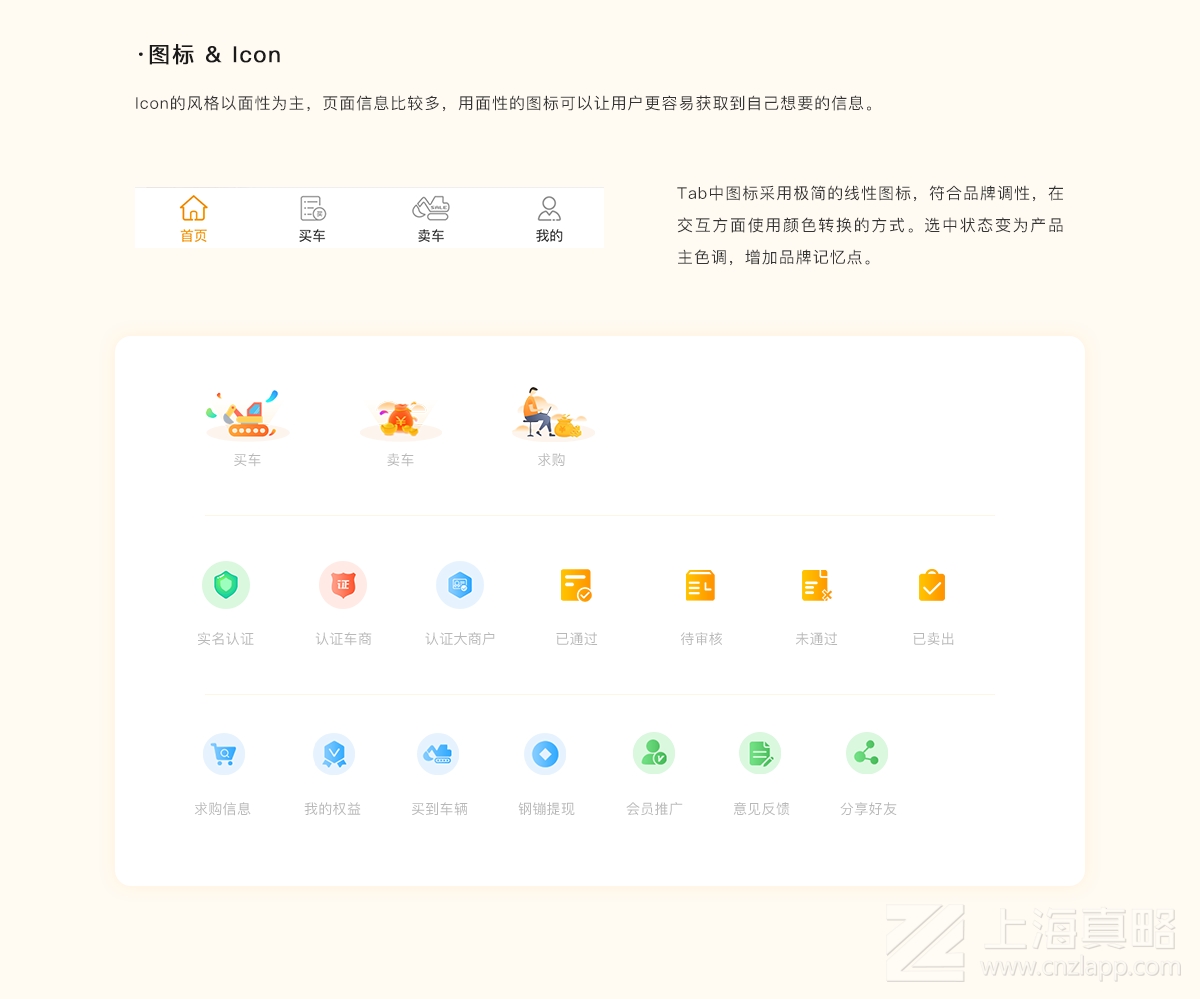 ·图标 & Icon
Icon的风格以面性为主，页面信息比较多，用面性的图标可以让用户更容易获取到自己想要的信息。
Tab中图标采用极简的线性图标，符合品牌调性，在
交互方面使用颜色转换的方式。选中状态变为产品
主色调，增加品牌记忆点。
买
SALE
首页 买车 卖车 我的
买车 卖车 求购
证
实名认证 认证车商 认证大商户 已通过 待审核 未通过 已卖出
求购信息 我的权益 买到车辆 钢镚提现 会员推广 意见反馈 分享好友
上海真略
www.cnzlapp.com